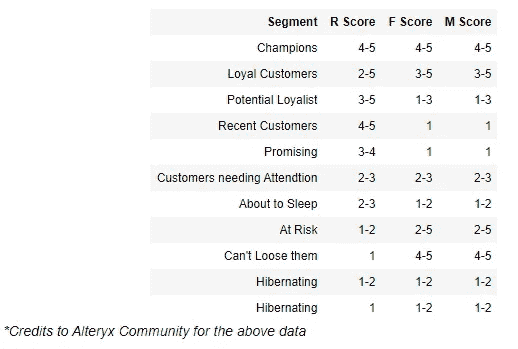 Segment R Score F Score M Score
Champions 4-5 4-5 4-5
Loyal Customers 2-5 3-5 3-5
Potential Loyalist 3-5 1-3 1-3
Recent Customers 4-5 1 1
Promising 3-4 1 1
Customers needing Attendtion 2-3 2-3 2-3
About to Sleep 2-3 1-2 1-2
At Risk 1-2 2-5 2-5
Can't Loose them 1 4-5 4-5
Hibernating 1-2 1-2 1-2
Hibernating 1 1-2 1-2
*Credits to Alteryx Community for the above data